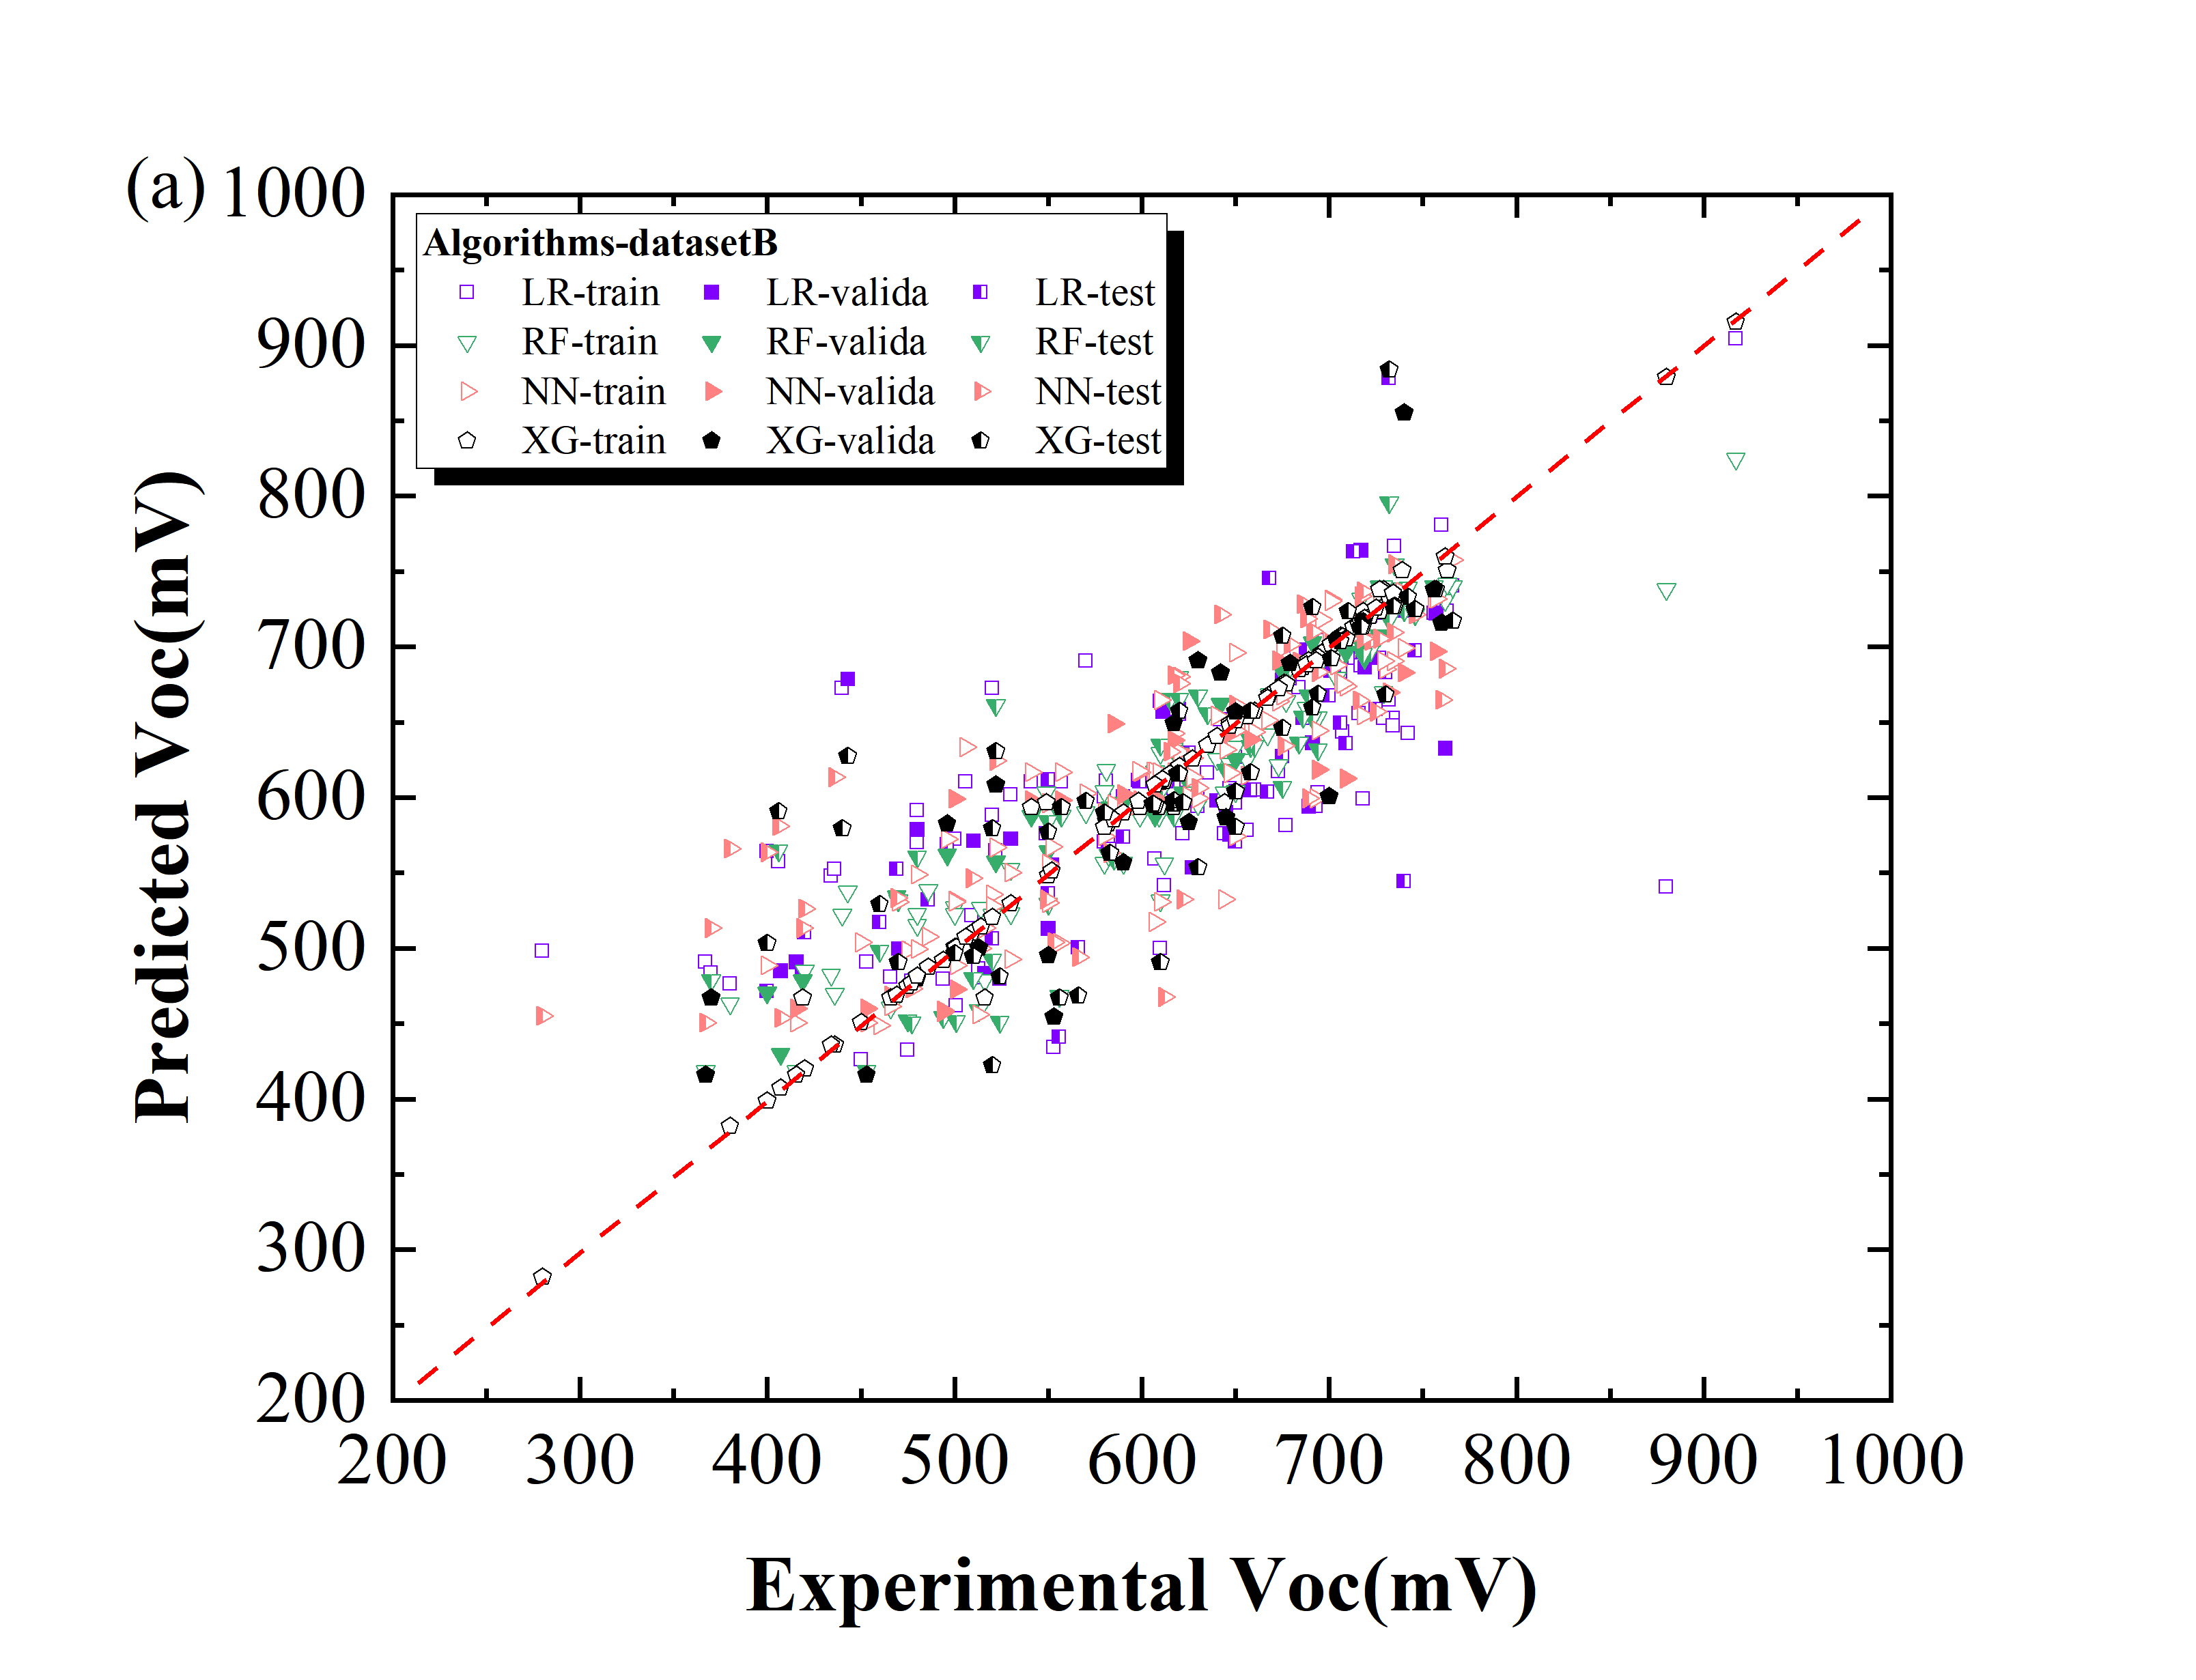 (a)
1000
900
800
700
600
500
400
300
200
Predicted Voc(mV)
Algorithms-datasetB
LR-train LR-valida LR-test
RF-train RF-valida RF-test
NN-train NN-valida NN-test
XG-train XG-valida XG-test
200 300 400 500 600 700 800 900 1000
Experimental Voc(mV)